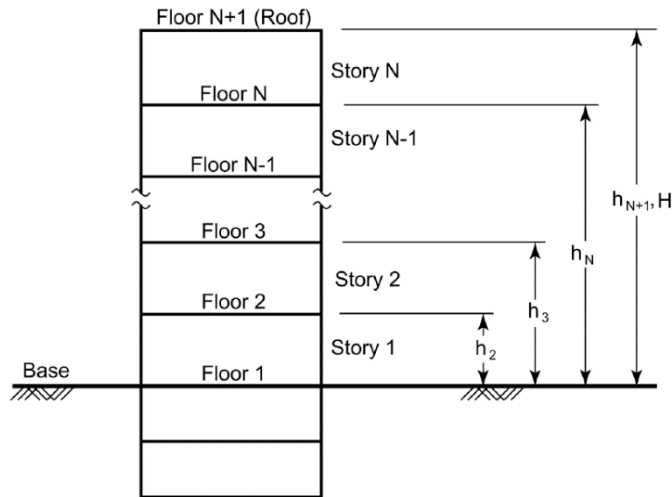 Floor N+1 (Roof)
Story N
Floor N
Story N-1
Floor N-1
h_{N+1}, H
h_N
Floor 3
Story 2
h_3
Floor 2
Story 1
h_2
Base
Floor 1